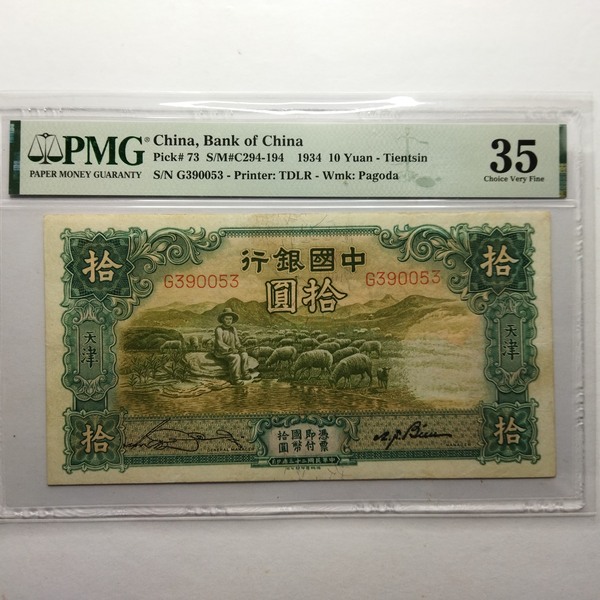 PMG
PAPER MONEY GUARANTY
China, Bank of China
Pick# 73 S/M#C294-194 1934 10 Yuan - Tientsin
S/N G390053 - Printer: TDLR - Wmk: Pagoda
35
Choice Very Fine
行銀國中
G390053 G390053
圓拾
拾 拾
天津 天津
拾 拾
憑票
即付
國幣
拾圓
GENERAL MANAGER